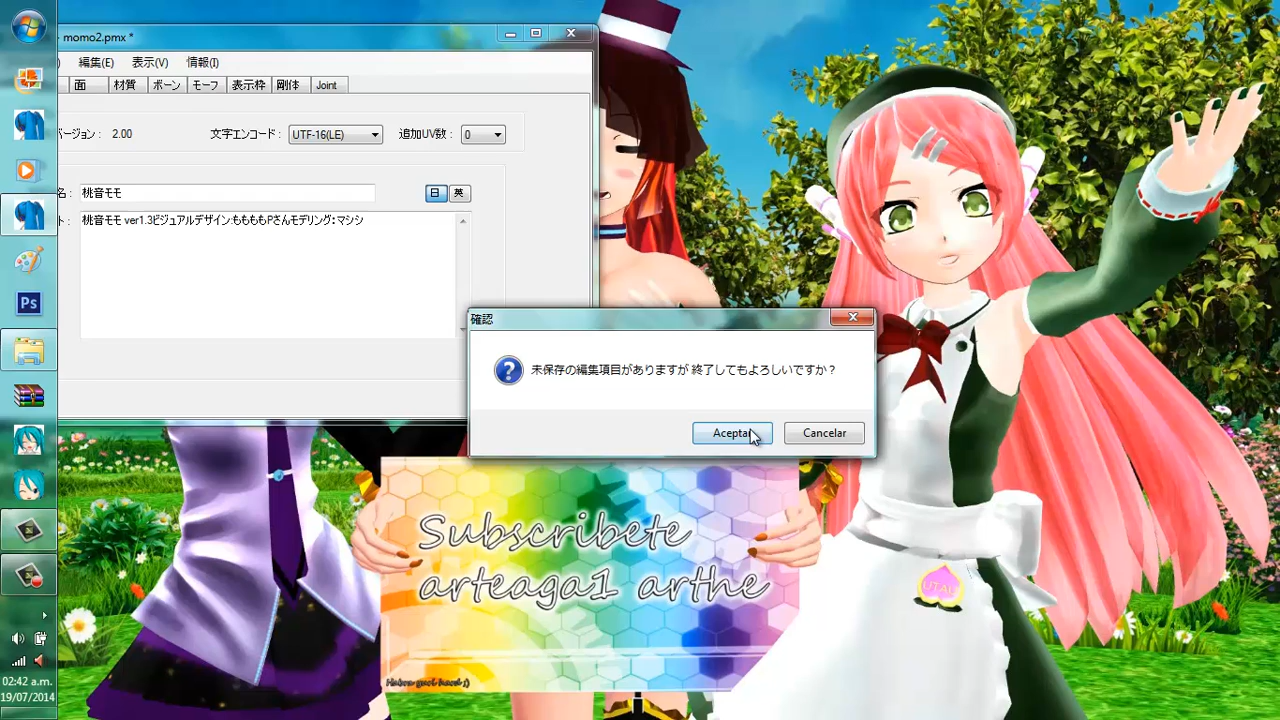 momo2.pmx *
編集(E) 表示(V) 情報(I)
面 材質 ボーン モーフ 表示枠 剛体 Joint
バージョン : 2.00 文字エンコード : UTF-16(LE) 追加UV数 : 0
名 : 桃音モモ 日 英
ト : 桃音モモ ver1.3ビジュアルデザイン:ももももPさんモデリング:マシシ
確認
未保存の編集項目がありますが 終了してもよろしいですか？
Aceptar Cancelar
Subscribete
arteaga1 arthe
UTAU
Ps
02:42 a.m.
19/07/2014